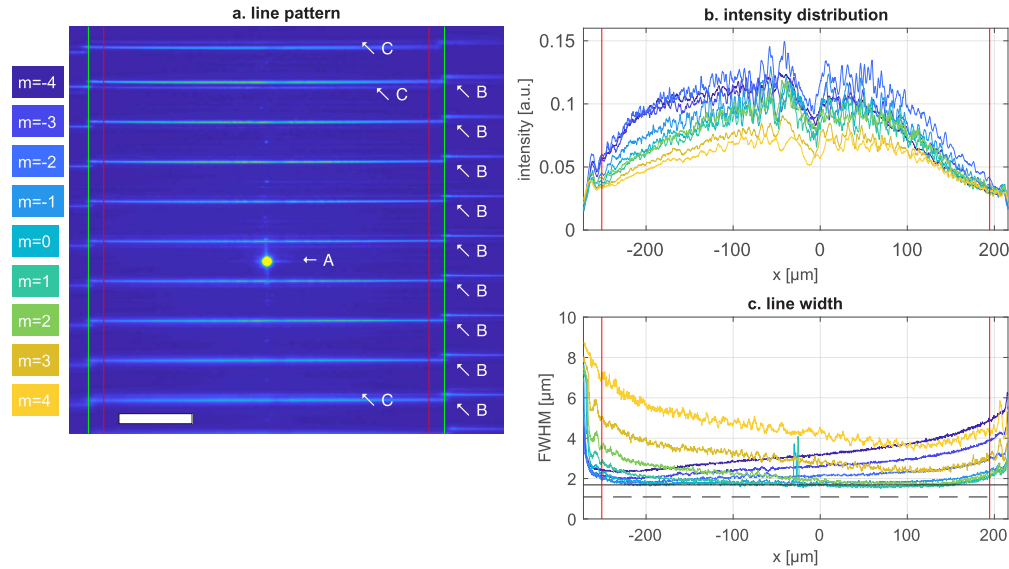 a. line pattern
m=-4
m=-3
m=-2
m=-1
m=0
m=1
m=2
m=3
m=4
C
C
B
B
B
B
B
A
B
B
B
C
B
b. intensity distribution
0.15
0.1
0.05
0
intensity [a.u.]
-200
-100
0
100
200
x [µm]
c. line width
10
8
6
4
2
0
FWHM [µm]
-200
-100
0
100
200
x [µm]